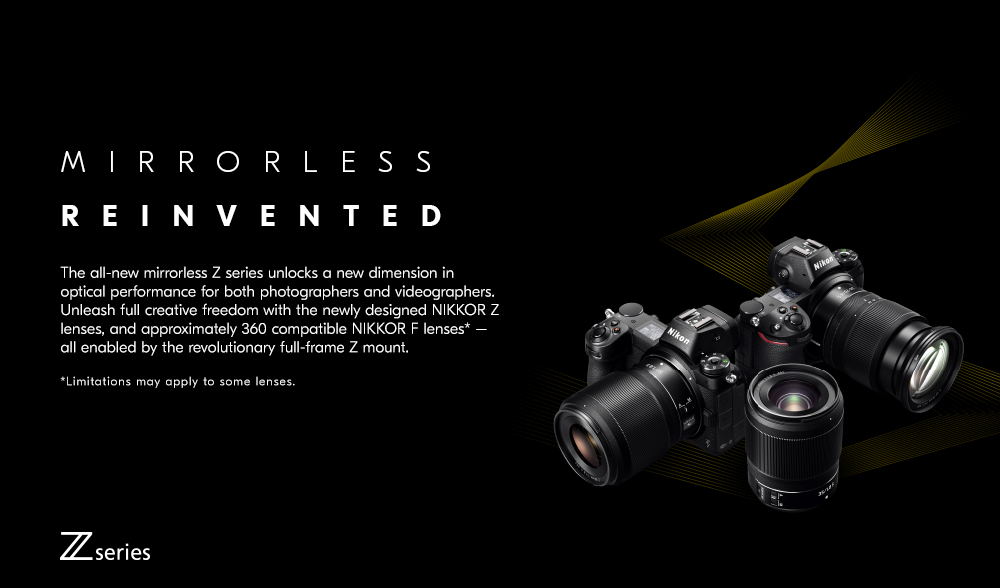 MIRRORLESS
REINVENTED
The all-new mirrorless Z series unlocks a new dimension in
optical performance for both photographers and videographers.
Unleash full creative freedom with the newly designed NIKKOR Z
lenses, and approximately 360 compatible NIKKOR F lenses* —
all enabled by the revolutionary full-frame Z mount.
*Limitations may apply to some lenses.
Nikon
Nikon
Z series